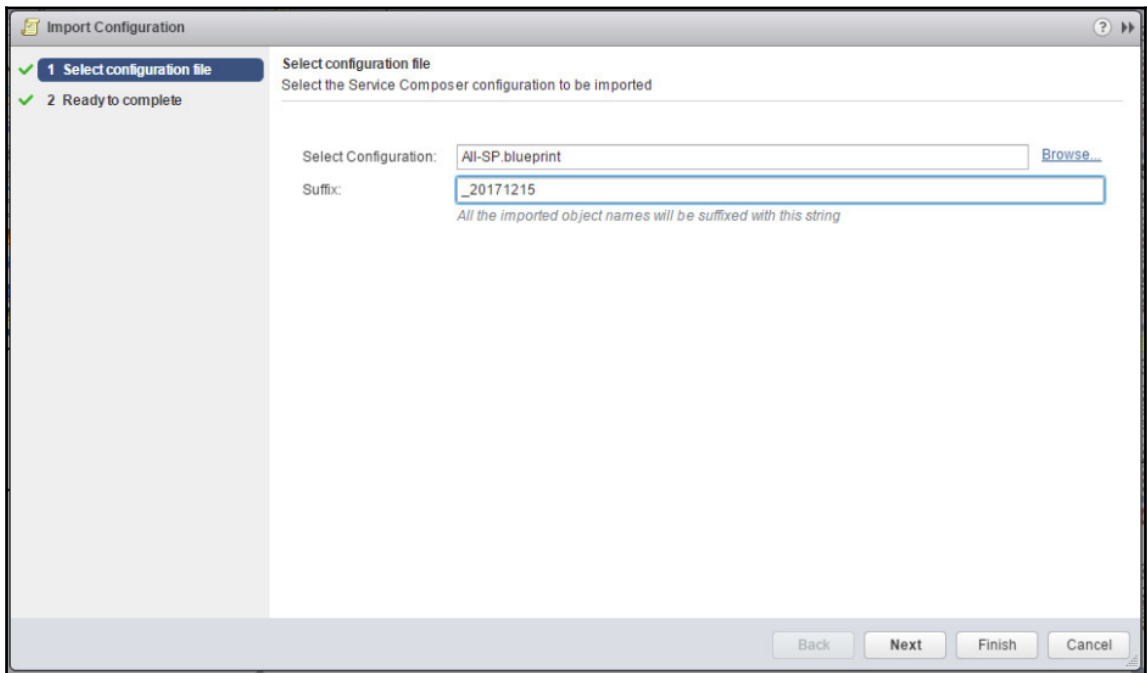 Import Configuration
?
1 Select configuration file
2 Ready to complete
Select configuration file
Select the Service Composer configuration to be imported
Select Configuration: All-SP.blueprint Browse...
Suffix: _20171215
All the imported object names will be suffixed with this string
Back Next Finish Cancel